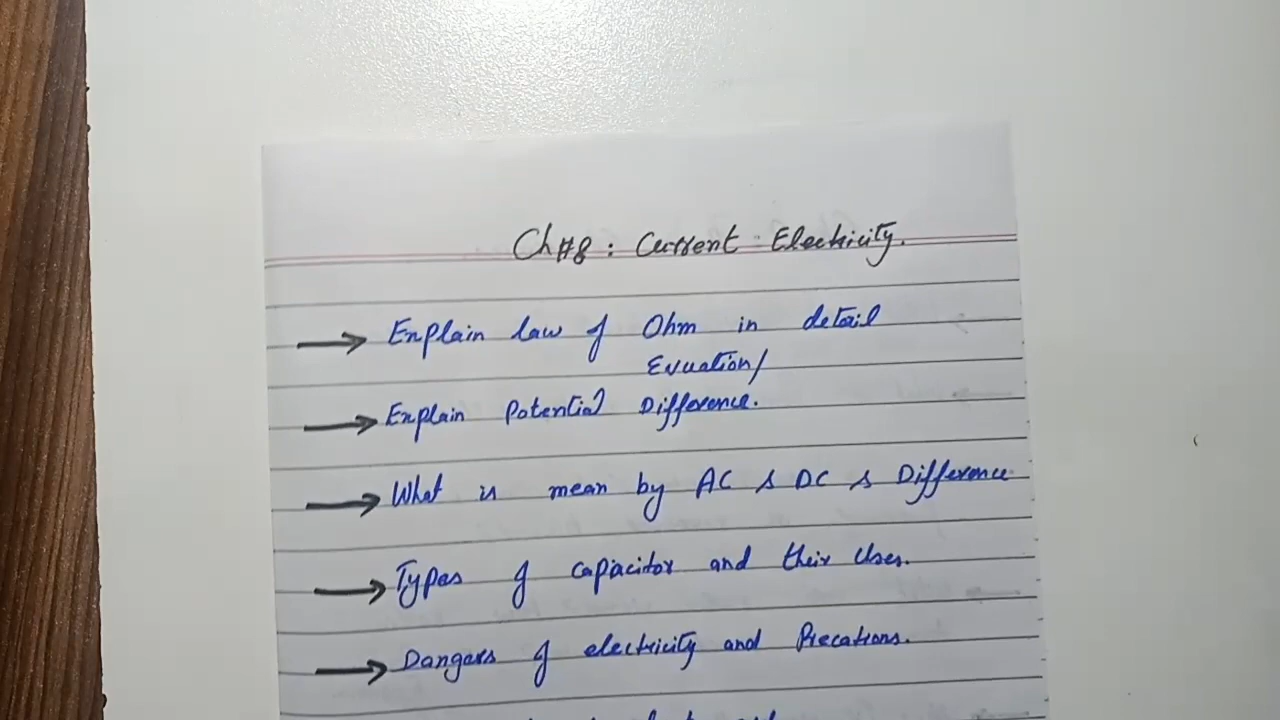 Ch#8: Current Electricity.
→ Explain law of Ohm in detail
Evuation/
→ Explain Potential Difference.
→ What is mean by AC & DC & Difference
→ Types of capacitor and their Uses.
→ Dangers of electricity and Precations.